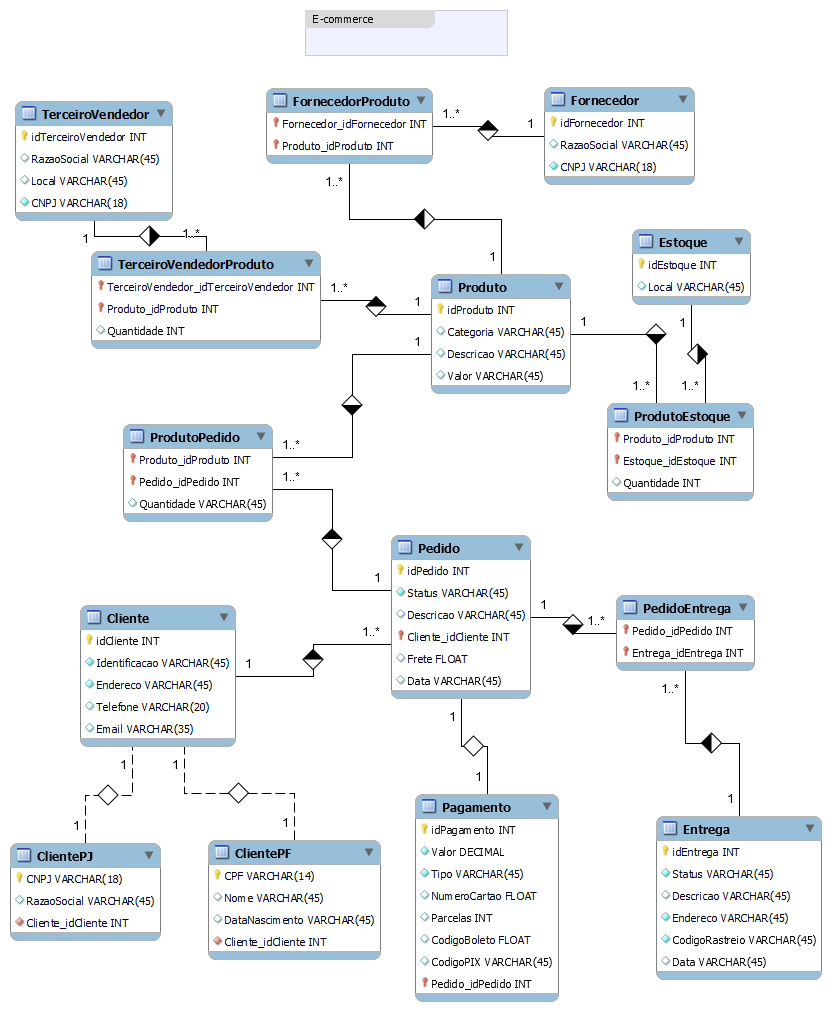 E-commerce
FornecedorProduto
Fornecedor_idFornecedor INT
Produto_idProduto INT
1..*
1
Fornecedor
idFornecedor INT
RazaoSocial VARCHAR(45)
CNPJ VARCHAR(18)
TerceiroVendedor
idTerceiroVendedor INT
RazaoSocial VARCHAR(45)
Local VARCHAR(45)
CNPJ VARCHAR(18)
1..*
1
1
1..*
TerceiroVendedorProduto
TerceiroVendedor_idTerceiroVendedor INT
Produto_idProduto INT
Quantidade INT
1..*
1
Produto
idProduto INT
Categoria VARCHAR(45)
Descricao VARCHAR(45)
Valor VARCHAR(45)
Estoque
idEstoque INT
Local VARCHAR(45)
1
1
1
1..*
1..*
ProdutoEstoque
Produto_idProduto INT
Estoque_idEstoque INT
Quantidade INT
ProdutoPedido
Produto_idProduto INT
Pedido_idPedido INT
Quantidade VARCHAR(45)
1..*
1..*
1
Pedido
idPedido INT
Status VARCHAR(45)
Descricao VARCHAR(45)
Cliente_idCliente INT
Frete FLOAT
Data VARCHAR(45)
1
1..*
PedidoEntrega
Pedido_idPedido INT
Entrega_idEntrega INT
Cliente
idCliente INT
Identificacao VARCHAR(45)
Endereco VARCHAR(45)
Telefone VARCHAR(20)
Email VARCHAR(35)
1..*
1
1..*
1
1
1
1
1
1
1
ClientePJ
CNPJ VARCHAR(18)
RazaoSocial VARCHAR(45)
Cliente_idCliente INT
ClientePF
CPF VARCHAR(14)
Nome VARCHAR(45)
DataNascimento VARCHAR(45)
Cliente_idCliente INT
Pagamento
idPagamento INT
Valor DECIMAL
Tipo VARCHAR(45)
NumeroCartao FLOAT
Parcelas INT
CodigoBoleto FLOAT
CodigoPIX VARCHAR(45)
Pedido_idPedido INT
Entrega
idEntrega INT
Status VARCHAR(45)
Descricao VARCHAR(45)
Endereco VARCHAR(45)
CodigoRastreio VARCHAR(45)
Data VARCHAR(45)